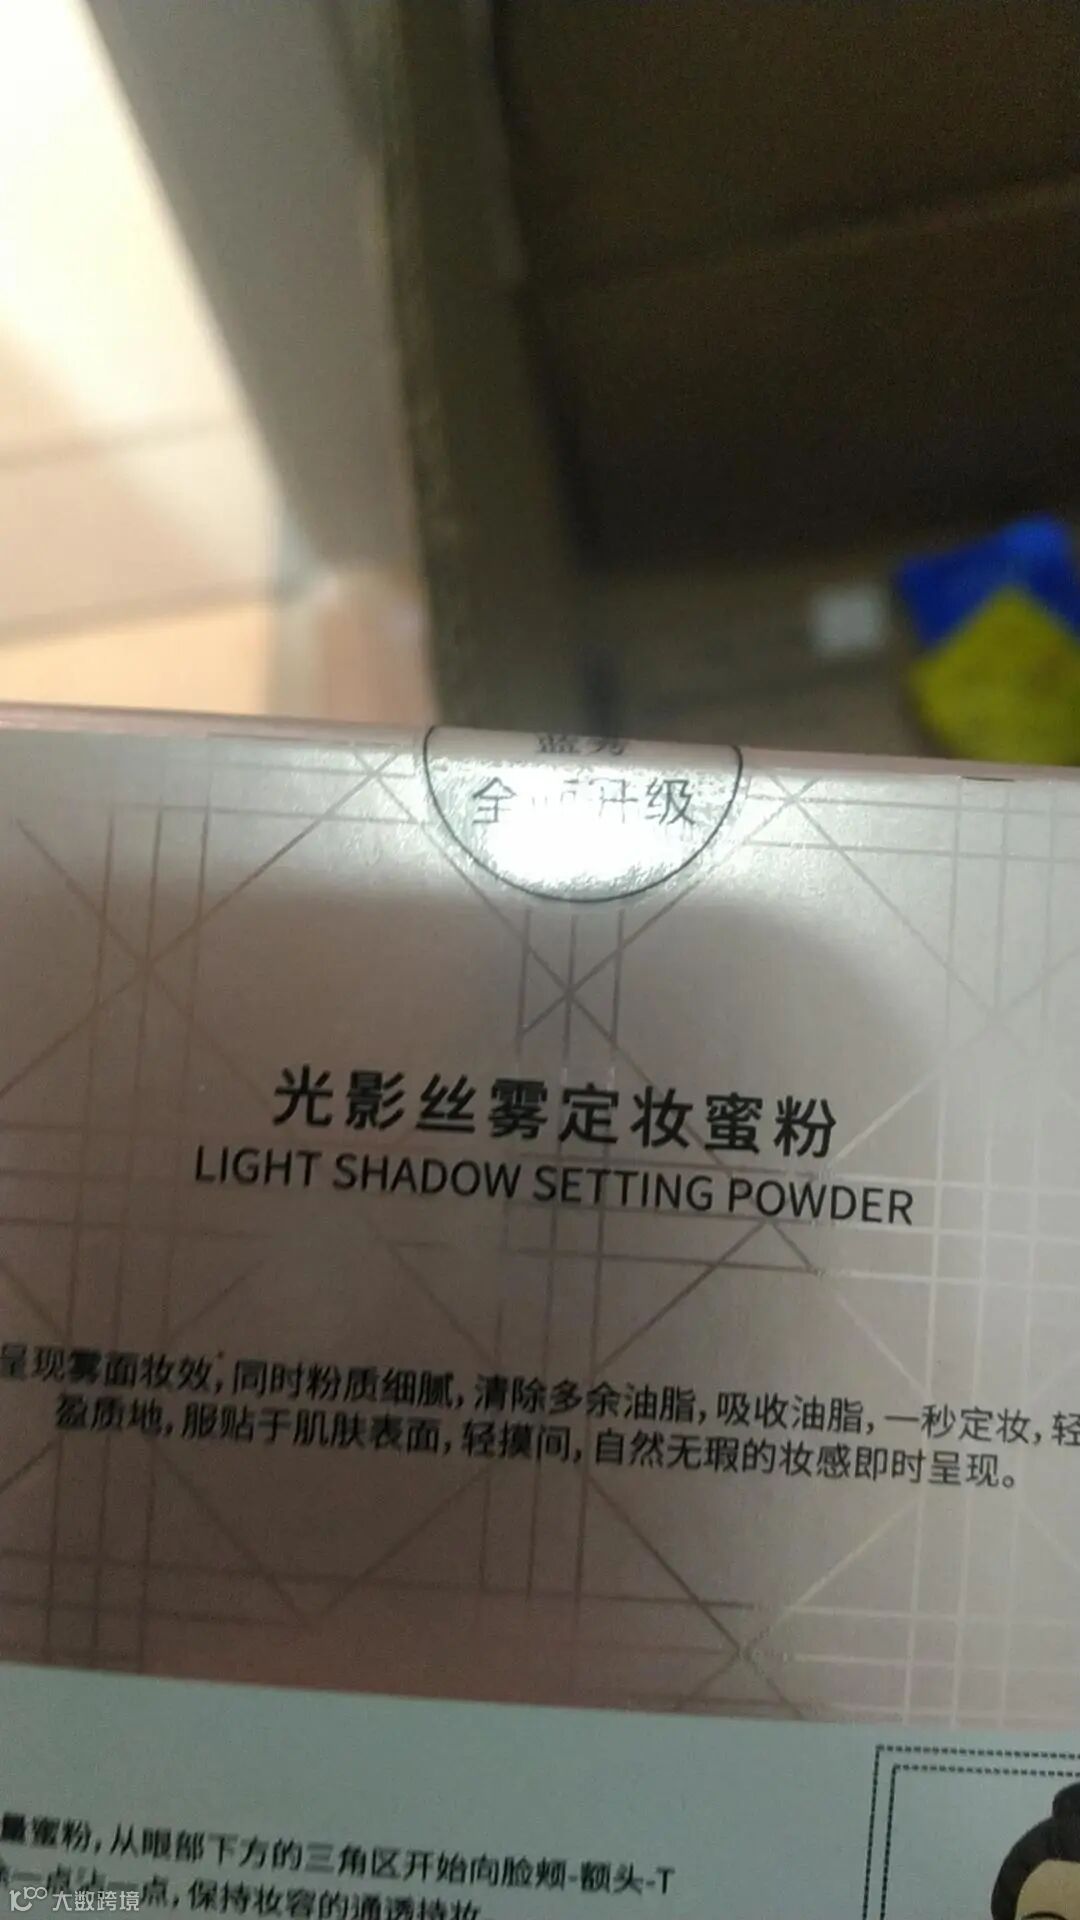 全面升级
光影丝雾定妆蜜粉
LIGHT SHADOW SETTING POWDER
呈现雾面妆效,同时粉质细腻,清除多余油脂,吸收油脂,一秒定妆,轻
盈质地,服贴于肌肤表面,轻摸间,自然无瑕的妆感即时呈现。
量蜜粉,从眼部下方的三角区开始向脸颊-额头-T
一点沾一点,保持妆容的通透持妆
大数跨境